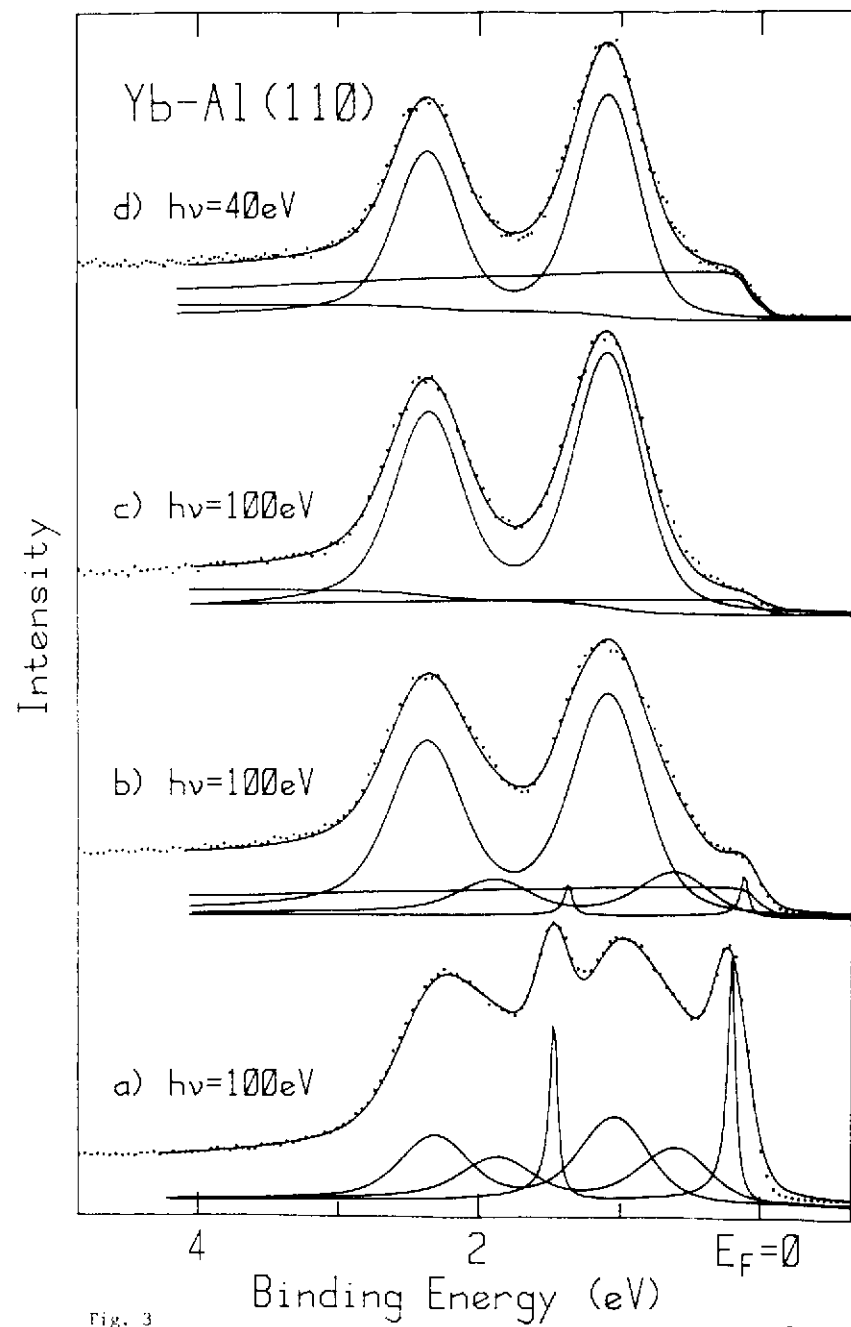 Yb-Al(110)
d) hν=40eV
c) hν=100eV
b) hν=100eV
a) hν=100eV
Intensity
4 2 E_F=0
Binding Energy (eV)
Fig. 3